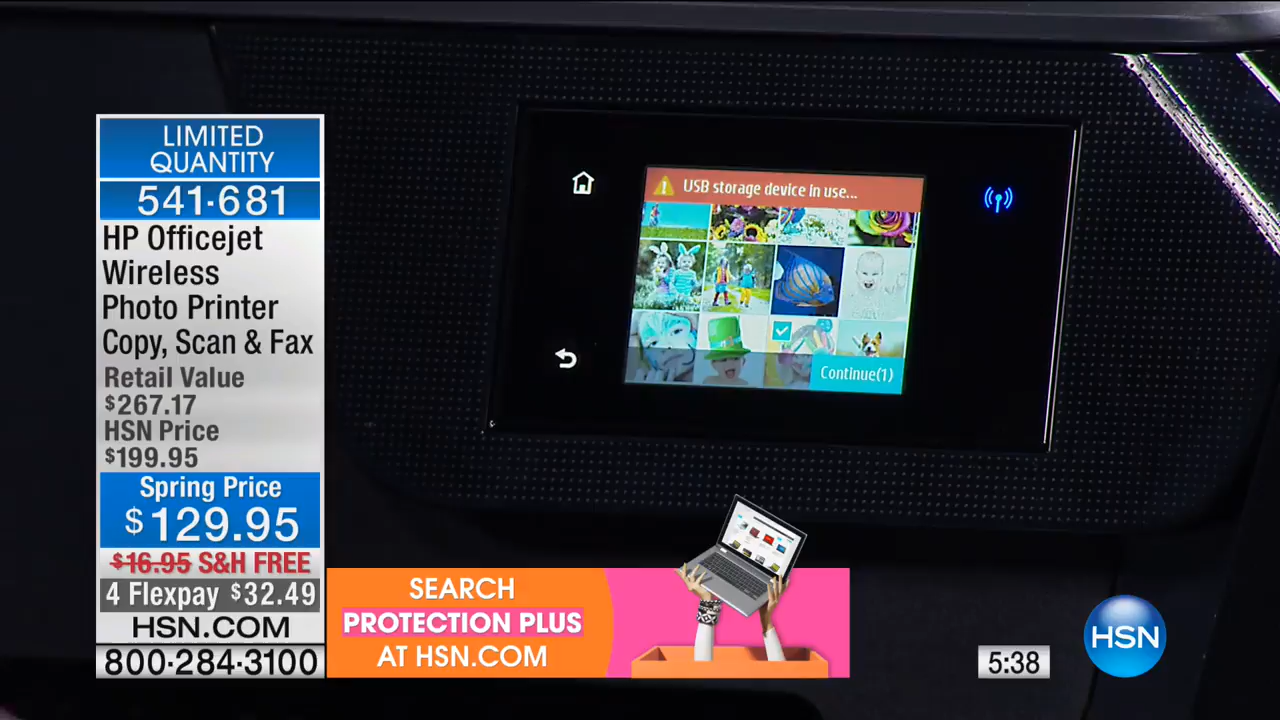 LIMITED
QUANTITY
541·681
HP Officejet
Wireless
Photo Printer
Copy, Scan & Fax
Retail Value
$267.17
HSN Price
$199.95
Spring Price
$129.95
$16.95 S&H FREE
4 Flexpay $32.49
HSN.COM
800·284·3100
USB storage device in use...
Continue(1)
SEARCH
PROTECTION PLUS
AT HSN.COM
5:38
HSN